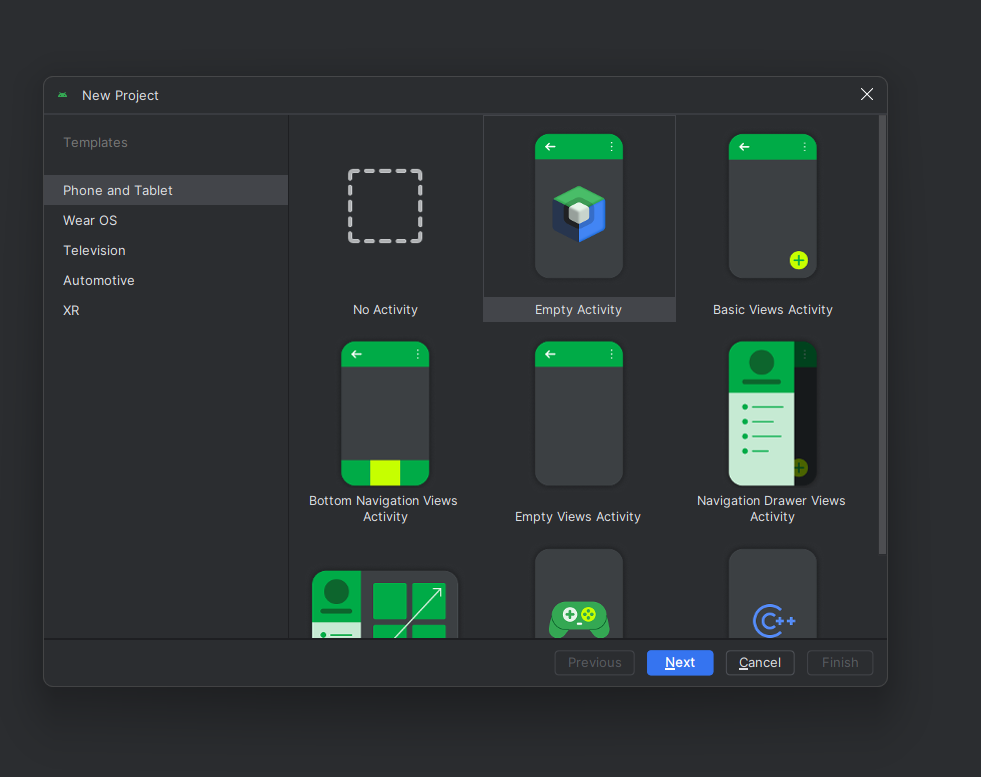 New Project
Templates
Phone and Tablet
Wear OS
Television
Automotive
XR
No Activity
Empty Activity
Basic Views Activity
Bottom Navigation Views
Activity
Empty Views Activity
Navigation Drawer Views
Activity
C++
Previous
Next
Cancel
Finish